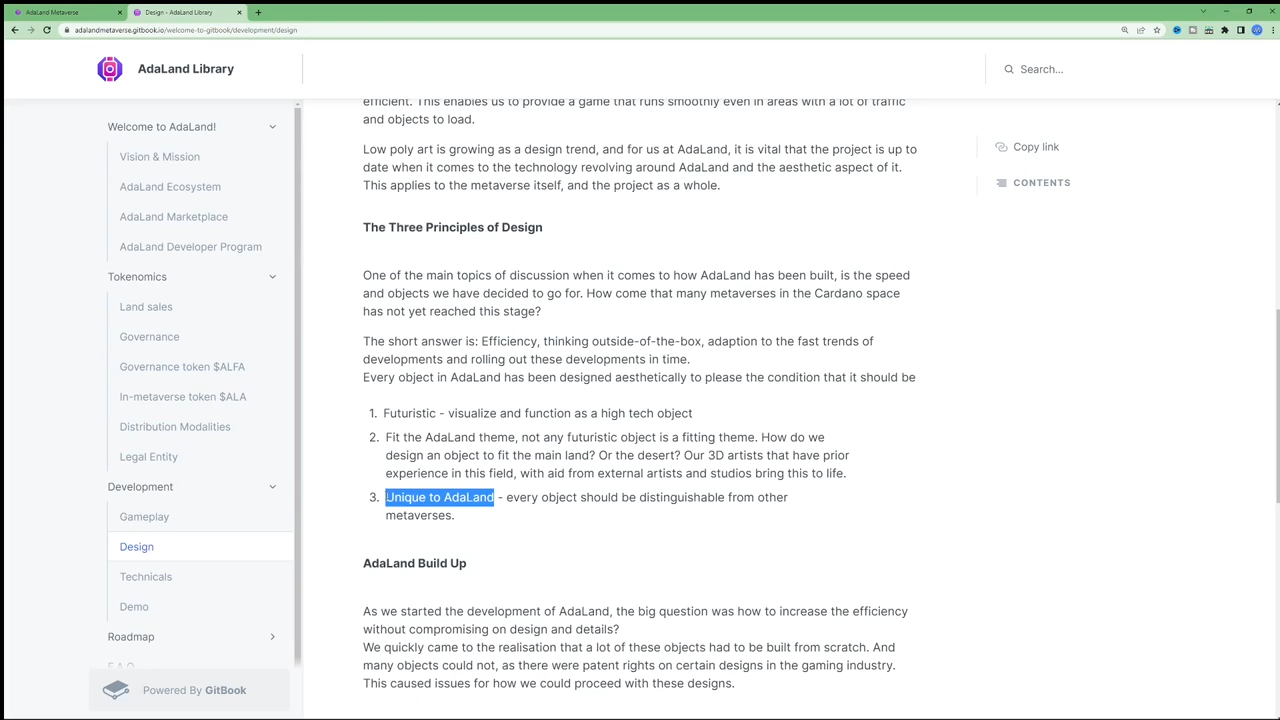 AdaLand Metaverse
Design - AdaLand Library
adalandmetaverse.gitbook.io/welcome-to-gitbook/development/design
AdaLand Library
Search...
Welcome to AdaLand!
Vision & Mission
AdaLand Ecosystem
AdaLand Marketplace
AdaLand Developer Program
Tokenomics
Land sales
Governance
Governance token $ALFA
In-metaverse token $ALA
Distribution Modalities
Legal Entity
Development
Gameplay
Design
Technicals
Demo
Roadmap
F.A.Q
Powered By GitBook
efficient. This enables us to provide a game that runs smoothly even in areas with a lot of traffic
and objects to load.
Low poly art is growing as a design trend, and for us at AdaLand, it is vital that the project is up to
date when it comes to the technology revolving around AdaLand and the aesthetic aspect of it.
This applies to the metaverse itself, and the project as a whole.
The Three Principles of Design
One of the main topics of discussion when it comes to how AdaLand has been built, is the speed
and objects we have decided to go for. How come that many metaverses in the Cardano space
has not yet reached this stage?
The short answer is: Efficiency, thinking outside-of-the-box, adaption to the fast trends of
developments and rolling out these developments in time.
Every object in AdaLand has been designed aesthetically to please the condition that it should be
1. Futuristic - visualize and function as a high tech object
2. Fit the AdaLand theme, not any futuristic object is a fitting theme. How do we
design an object to fit the main land? Or the desert? Our 3D artists that have prior
experience in this field, with aid from external artists and studios bring this to life.
3. Unique to AdaLand - every object should be distinguishable from other
metaverses.
AdaLand Build Up
As we started the development of AdaLand, the big question was how to increase the efficiency
without compromising on design and details?
We quickly came to the realisation that a lot of these objects had to be built from scratch. And
many objects could not, as there were patent rights on certain designs in the gaming industry.
This caused issues for how we could proceed with these designs.
Copy link
CONTENTS